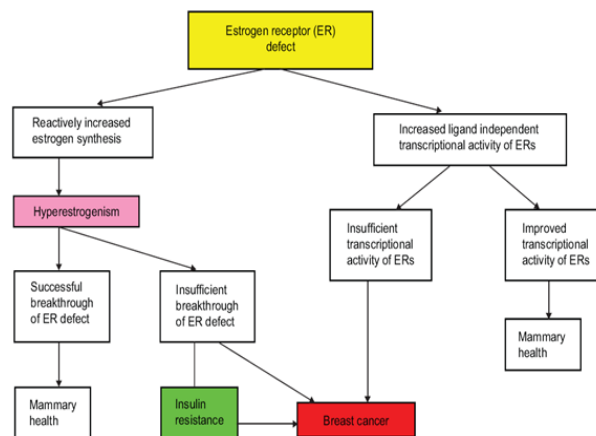 Estrogen receptor (ER)
defect
Reactively increased
estrogen synthesis
Increased ligand independent
transcriptional activity of ERs
Hyperestrogenism
Insufficient
transcriptional
activity of ERs
Improved
transcriptional
activity of ERs
Successful
breakthrough
of ER defect
Insufficient
breakthrough
of ER defect
Mammary
health
Mammary
health
Insulin
resistance
Breast cancer